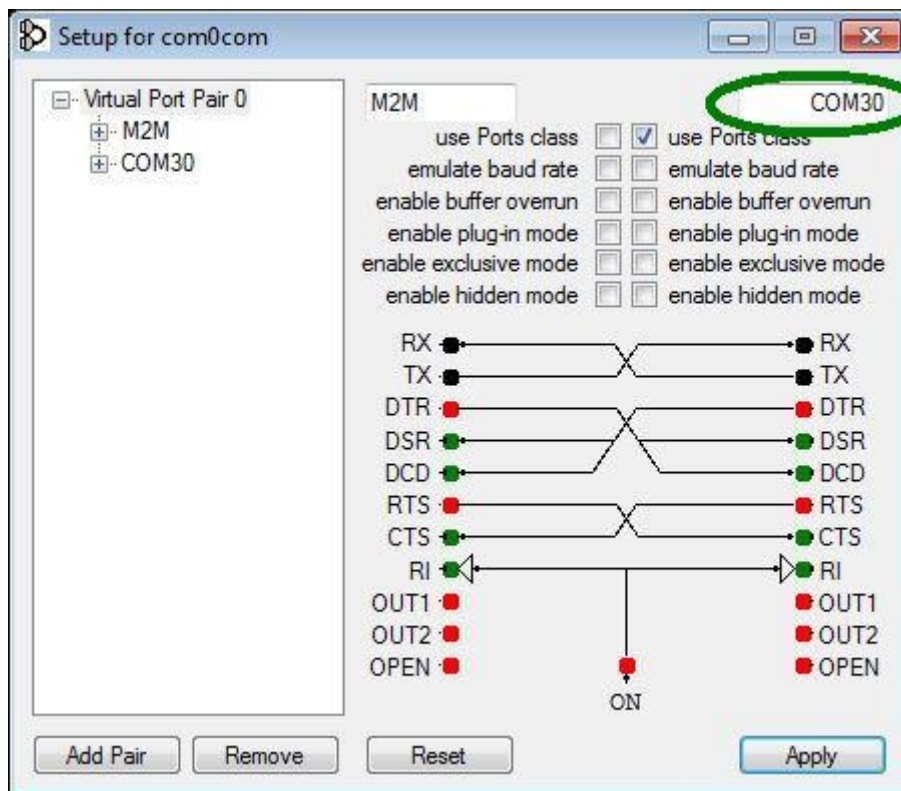 Setup for com0com
Virtual Port Pair 0
M2M
COM30
M2M COM30
use Ports class use Ports class
emulate baud rate emulate baud rate
enable buffer overrun enable buffer overrun
enable plug-in mode enable plug-in mode
enable exclusive mode enable exclusive mode
enable hidden mode enable hidden mode
RX RX
TX TX
DTR DTR
DSR DSR
DCD DCD
RTS RTS
CTS CTS
RI RI
OUT1 OUT1
OUT2 OUT2
OPEN OPEN
ON
Add Pair Remove Reset Apply